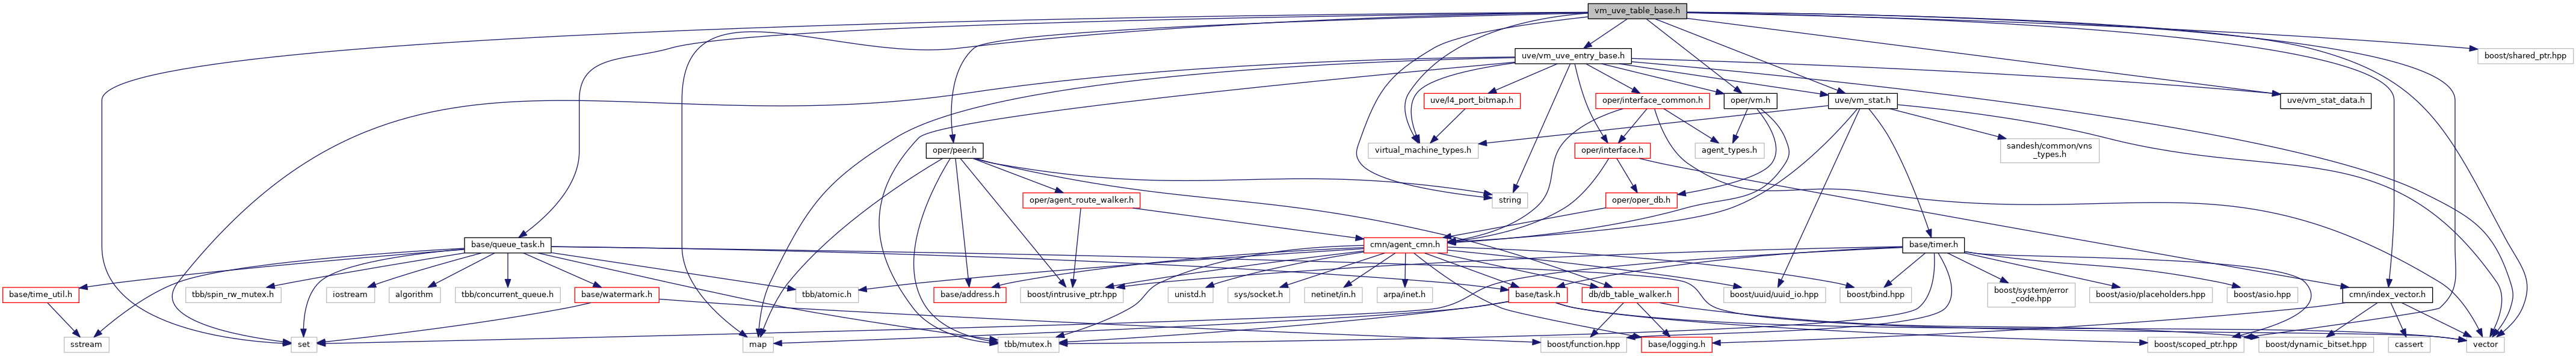 vm_uve_table_base.h
uve/vm_uve_entry_base.h
boost/shared_ptr.hpp
uve/l4_port_bitmap.h
oper/interface_common.h
oper/vm.h
uve/vm_stat.h
uve/vm_stat_data.h
oper/peer.h
virtual_machine_types.h
oper/interface.h
agent_types.h
sandesh/common/vns
_types.h
oper/agent_route_walker.h
string
oper/oper_db.h
base/queue_task.h
cmn/agent_cmn.h
base/timer.h
base/time_util.h
tbb/spin_rw_mutex.h
iostream
algorithm
tbb/concurrent_queue.h
base/watermark.h
tbb/atomic.h
base/address.h
boost/intrusive_ptr.hpp
unistd.h
sys/socket.h
netinet/in.h
arpa/inet.h
base/task.h
db/db_table_walker.h
boost/uuid/uuid_io.hpp
boost/bind.hpp
boost/system/error
_code.hpp
boost/asio/placeholders.hpp
boost/asio.hpp
cmn/index_vector.h
sstream
set
map
tbb/mutex.h
boost/function.hpp
base/logging.h
boost/scoped_ptr.hpp
boost/dynamic_bitset.hpp
cassert
vector